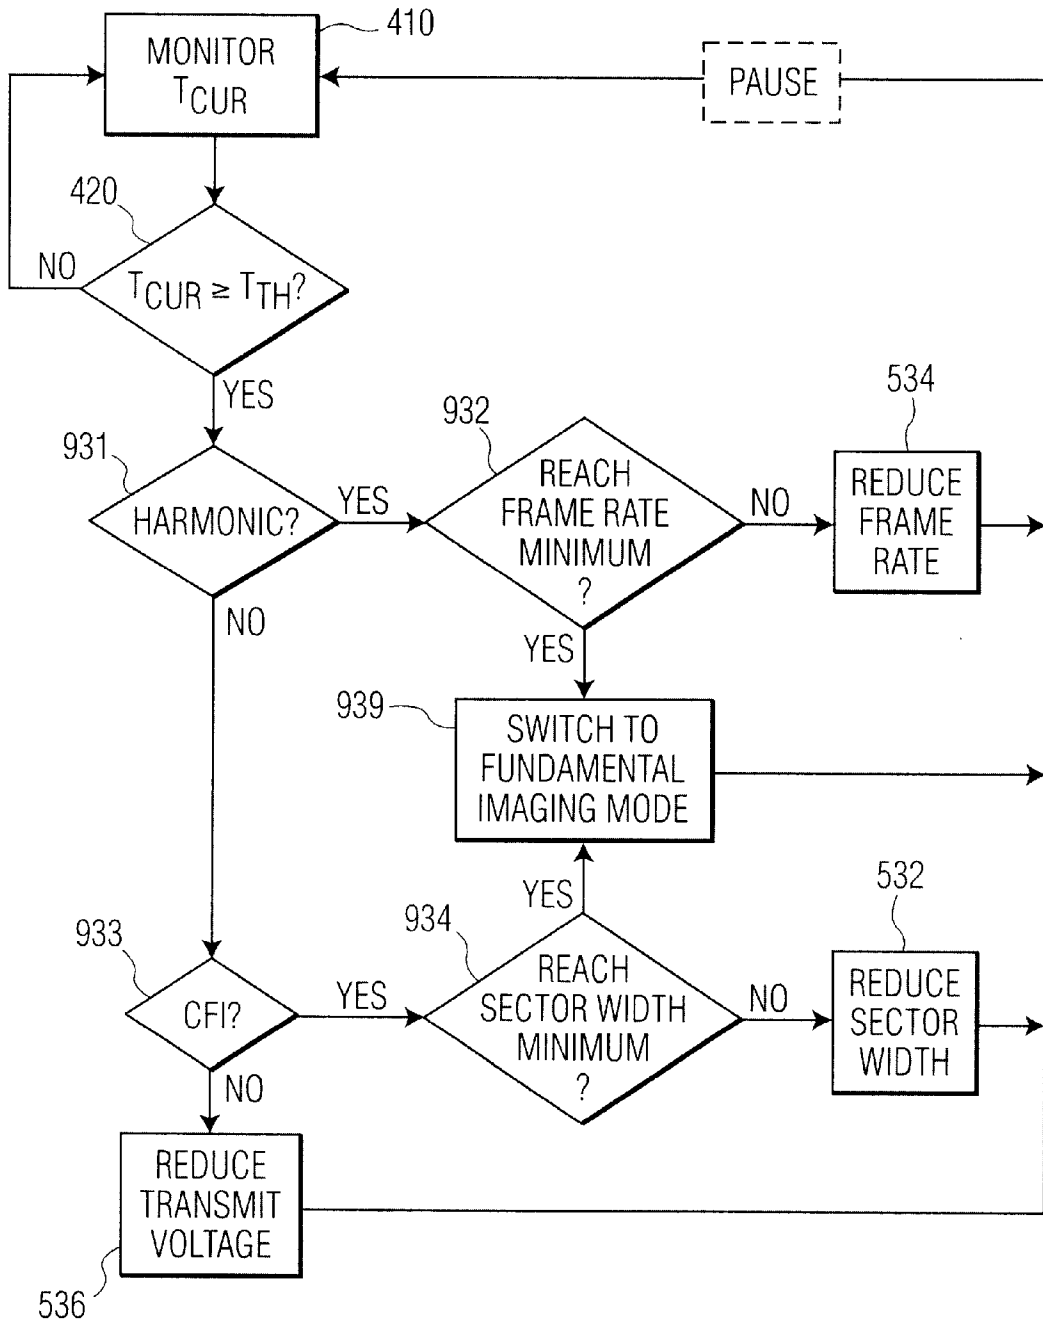 410
MONITOR
TCUR
PAUSE
420
NO
TCUR ≥ TTH?
YES
534
932
931
REACH
FRAME RATE
MINIMUM
?
REDUCE
FRAME
RATE
HARMONIC?
YES
NO
NO
YES
939
SWITCH TO
FUNDAMENTAL
IMAGING MODE
532
YES
934
933
REACH
SECTOR WIDTH
MINIMUM
?
REDUCE
SECTOR
WIDTH
CFI?
YES
NO
NO
REDUCE
TRANSMIT
VOLTAGE
536